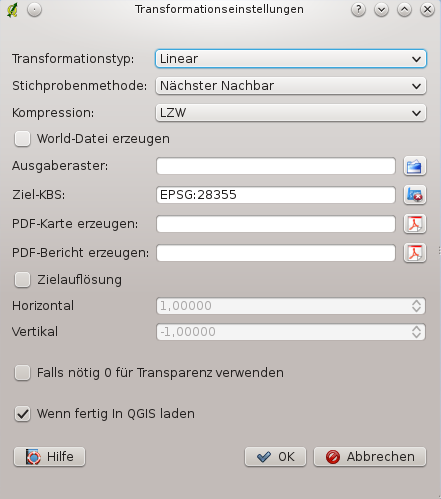 Transformationseinstellungen
Transformationstyp: Linear
Stichprobenmethode: Nächster Nachbar
Kompression: LZW
World-Datei erzeugen
Ausgaberaster:
Ziel-KBS: EPSG:28355
PDF-Karte erzeugen:
PDF-Bericht erzeugen:
Zielauflösung
Horizontal 1,00000
Vertikal -1,00000
Falls nötig 0 für Transparenz verwenden
Wenn fertig In QGIS laden
Hilfe OK Abbrechen